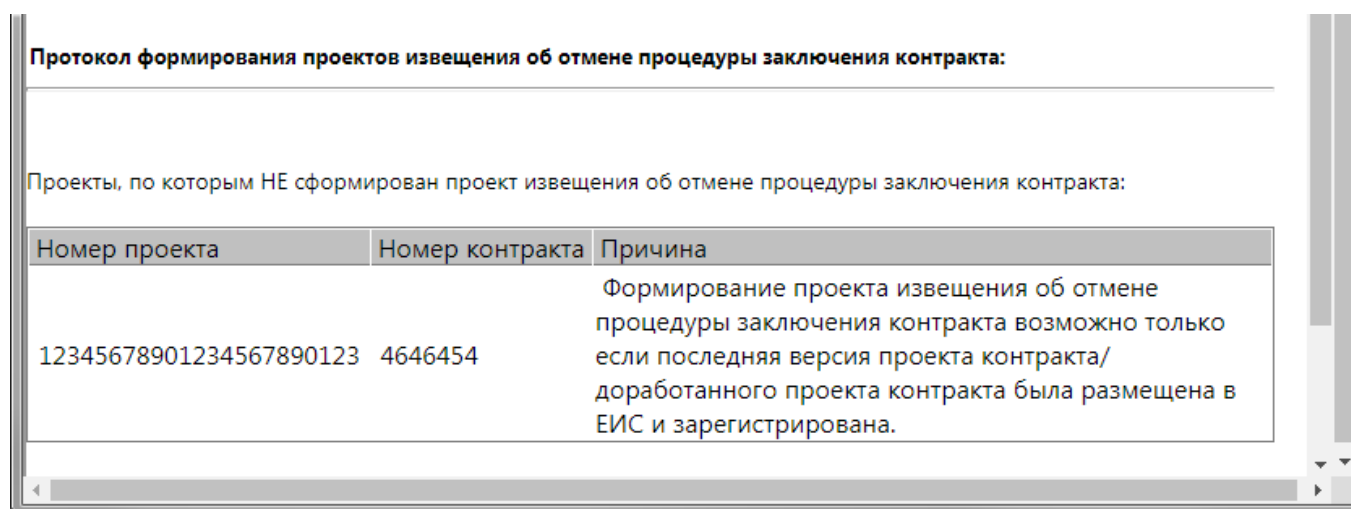 Протокол формирования проектов извещения об отмене процедуры заключения контракта:
Проекты, по которым НЕ сформирован проект извещения об отмене процедуры заключения контракта:
Номер проекта Номер контракта Причина
12345678901234567890123 4646454
Формирование проекта извещения об отмене
процедуры заключения контракта возможно только
если последняя версия проекта контракта/
доработанного проекта контракта была размещена в
ЕИС и зарегистрирована.